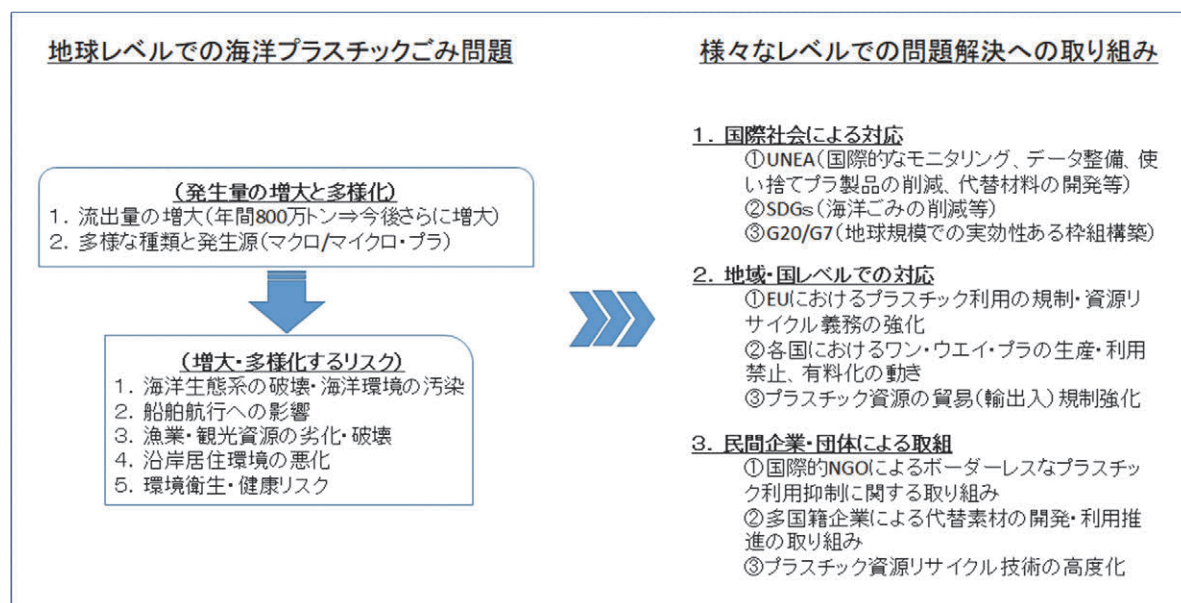 地球レベルでの海洋プラスチックごみ問題
(発生量の増大と多様化)
1. 流出量の増大(年間800万トン⇒今後さらに増大)
2. 多様な種類と発生源(マクロ/マイクロ・プラ)
(増大・多様化するリスク)
1. 海洋生態系の破壊・海洋環境の汚染
2. 船舶航行への影響
3. 漁業・観光資源の劣化・破壊
4. 沿岸居住環境の悪化
5. 環境衛生・健康リスク
様々なレベルでの問題解決への取り組み
1. 国際社会による対応
①UNEA(国際的なモニタリング、データ整備、使
い捨てプラ製品の削減、代替材料の開発等)
②SDGs(海洋ごみの削減等)
③G20/G7(地球規模での実効性ある枠組構築)
2. 地域・国レベルでの対応
①EUにおけるプラスチック利用の規制・資源リ
サイクル義務の強化
②各国におけるワン・ウエイ・プラの生産・利用
禁止、有料化の動き
③プラスチック資源の貿易(輸出入)規制強化
3. 民間企業・団体による取組
①国際的NGOによるボーダーレスなプラスチッ
ク利用抑制に関する取り組み
②多国籍企業による代替素材の開発・利用推
進の取り組み
③プラスチック資源リサイクル技術の高度化